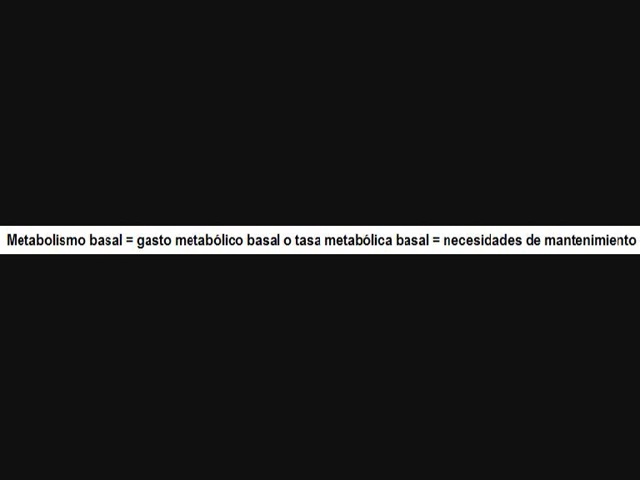 Metabolismo basal = gasto metabólico basal o tasa metabólica basal = necesidades de mantenimiento